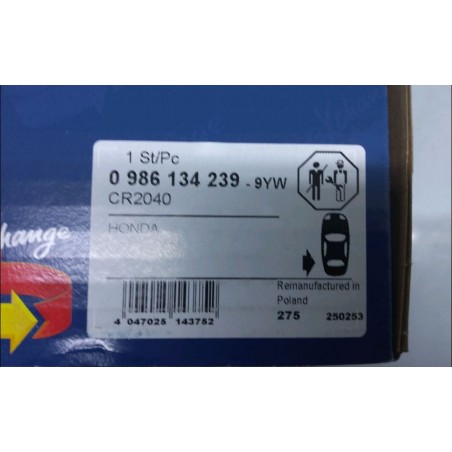 1 St/Pc
0 986 134 239 - 9YW
CR2040
HONDA
change
Remanufactured in
Poland
4 047025 143752
275 250253